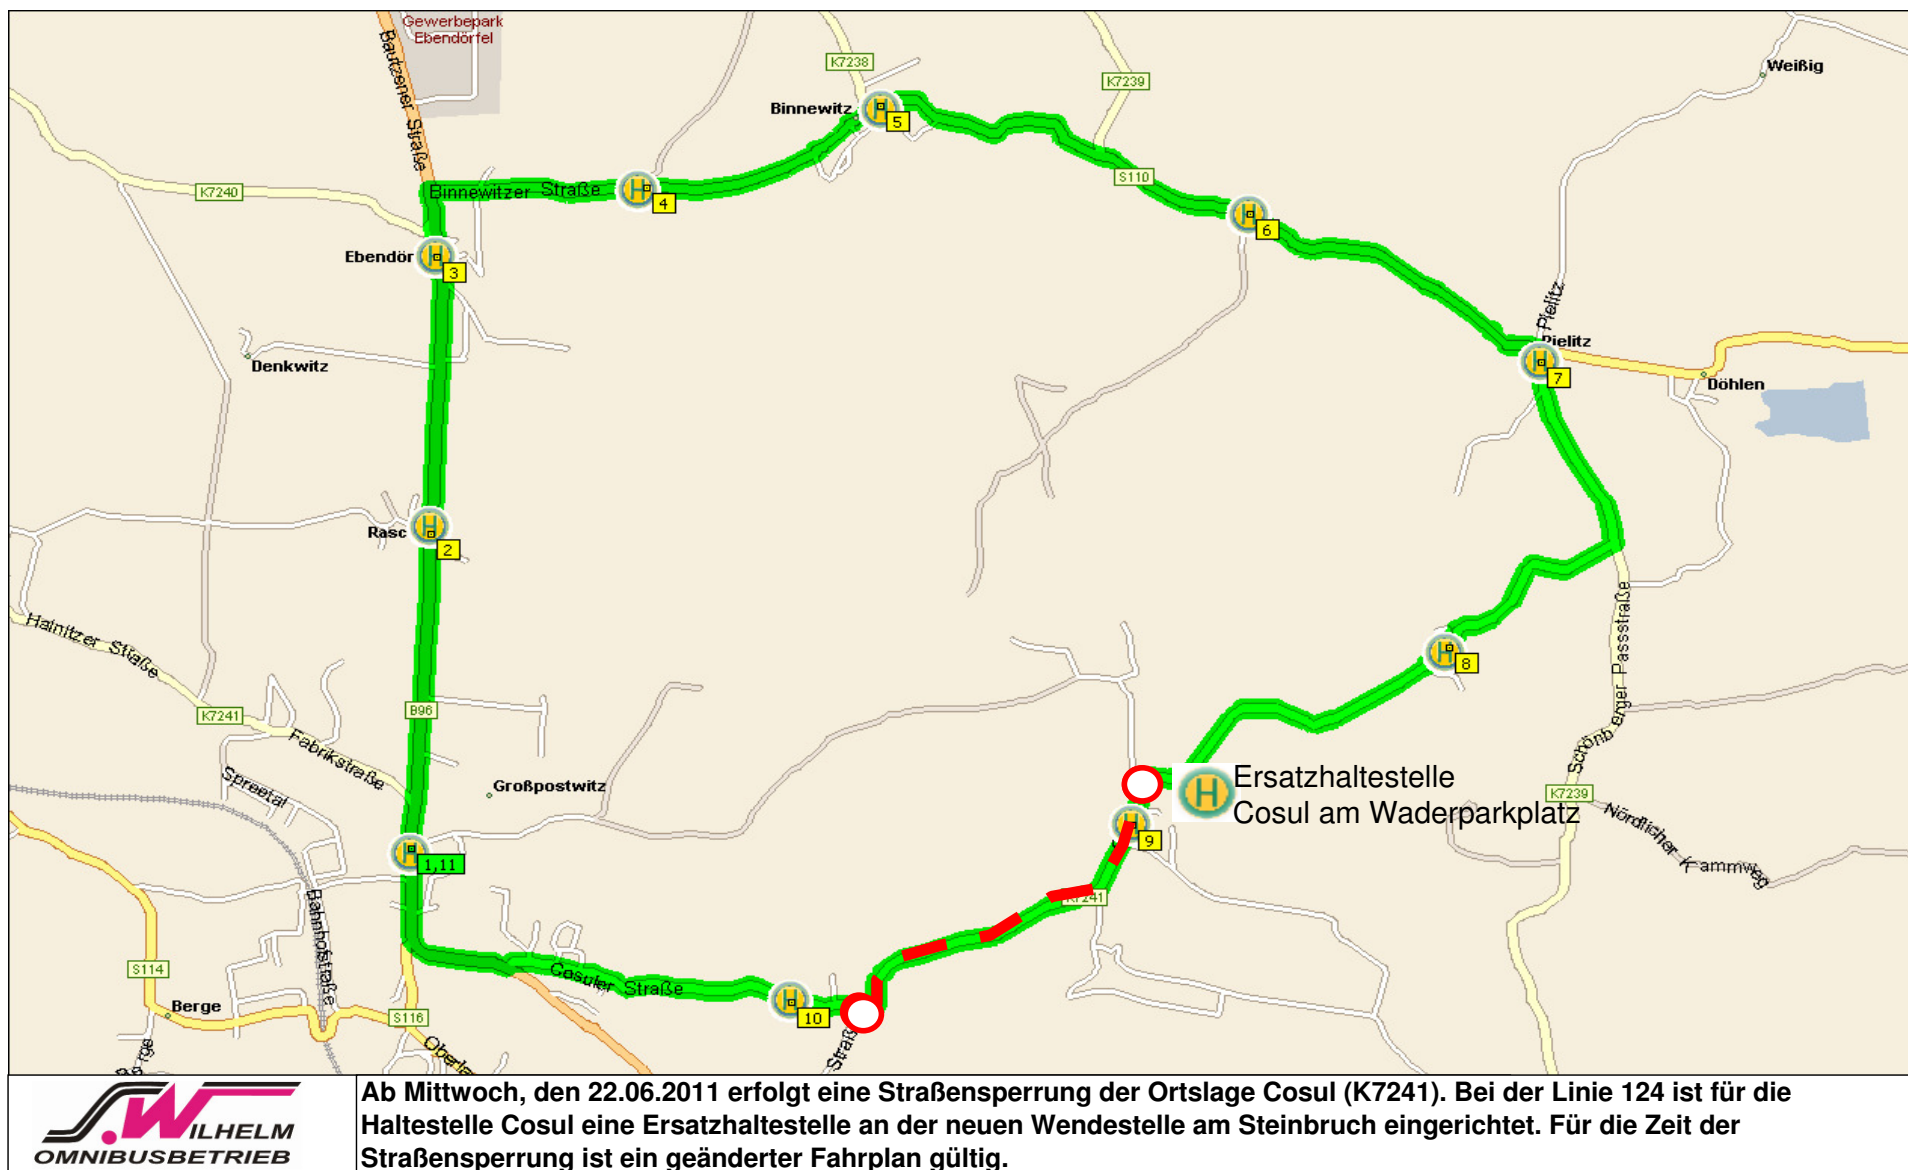 Gewerbepark
Ebendörfel
Bautzener Straße
K7238
K7239
Weißig
Binnewitz
5
K7240
Binnewitzer Straße
4
S110
6
Ebendör
3
Denkwitz
Pielitz
Pielitz
7
Döhlen
Rasc
2
Hainitzer Straße
8
K7241
B96
Fabrikstraße
Spreetal
Großpostwitz
Schönberger Passstraße
K7239
Nördlicher Kammweg
Ersatzhaltestelle
Cosul am Waderparkplatz
9
1,11
K7241
Bahnhofstraße
S114
Berge
Cosuler Straße
10
S116
Straß
Oberla
WILHELM
OMNIBUSBETRIEB
Ab Mittwoch, den 22.06.2011 erfolgt eine Straßensperrung der Ortslage Cosul (K7241). Bei der Linie 124 ist für die
Haltestelle Cosul eine Ersatzhaltestelle an der neuen Wendestelle am Steinbruch eingerichtet. Für die Zeit der
Straßensperrung ist ein geänderter Fahrplan gültig.